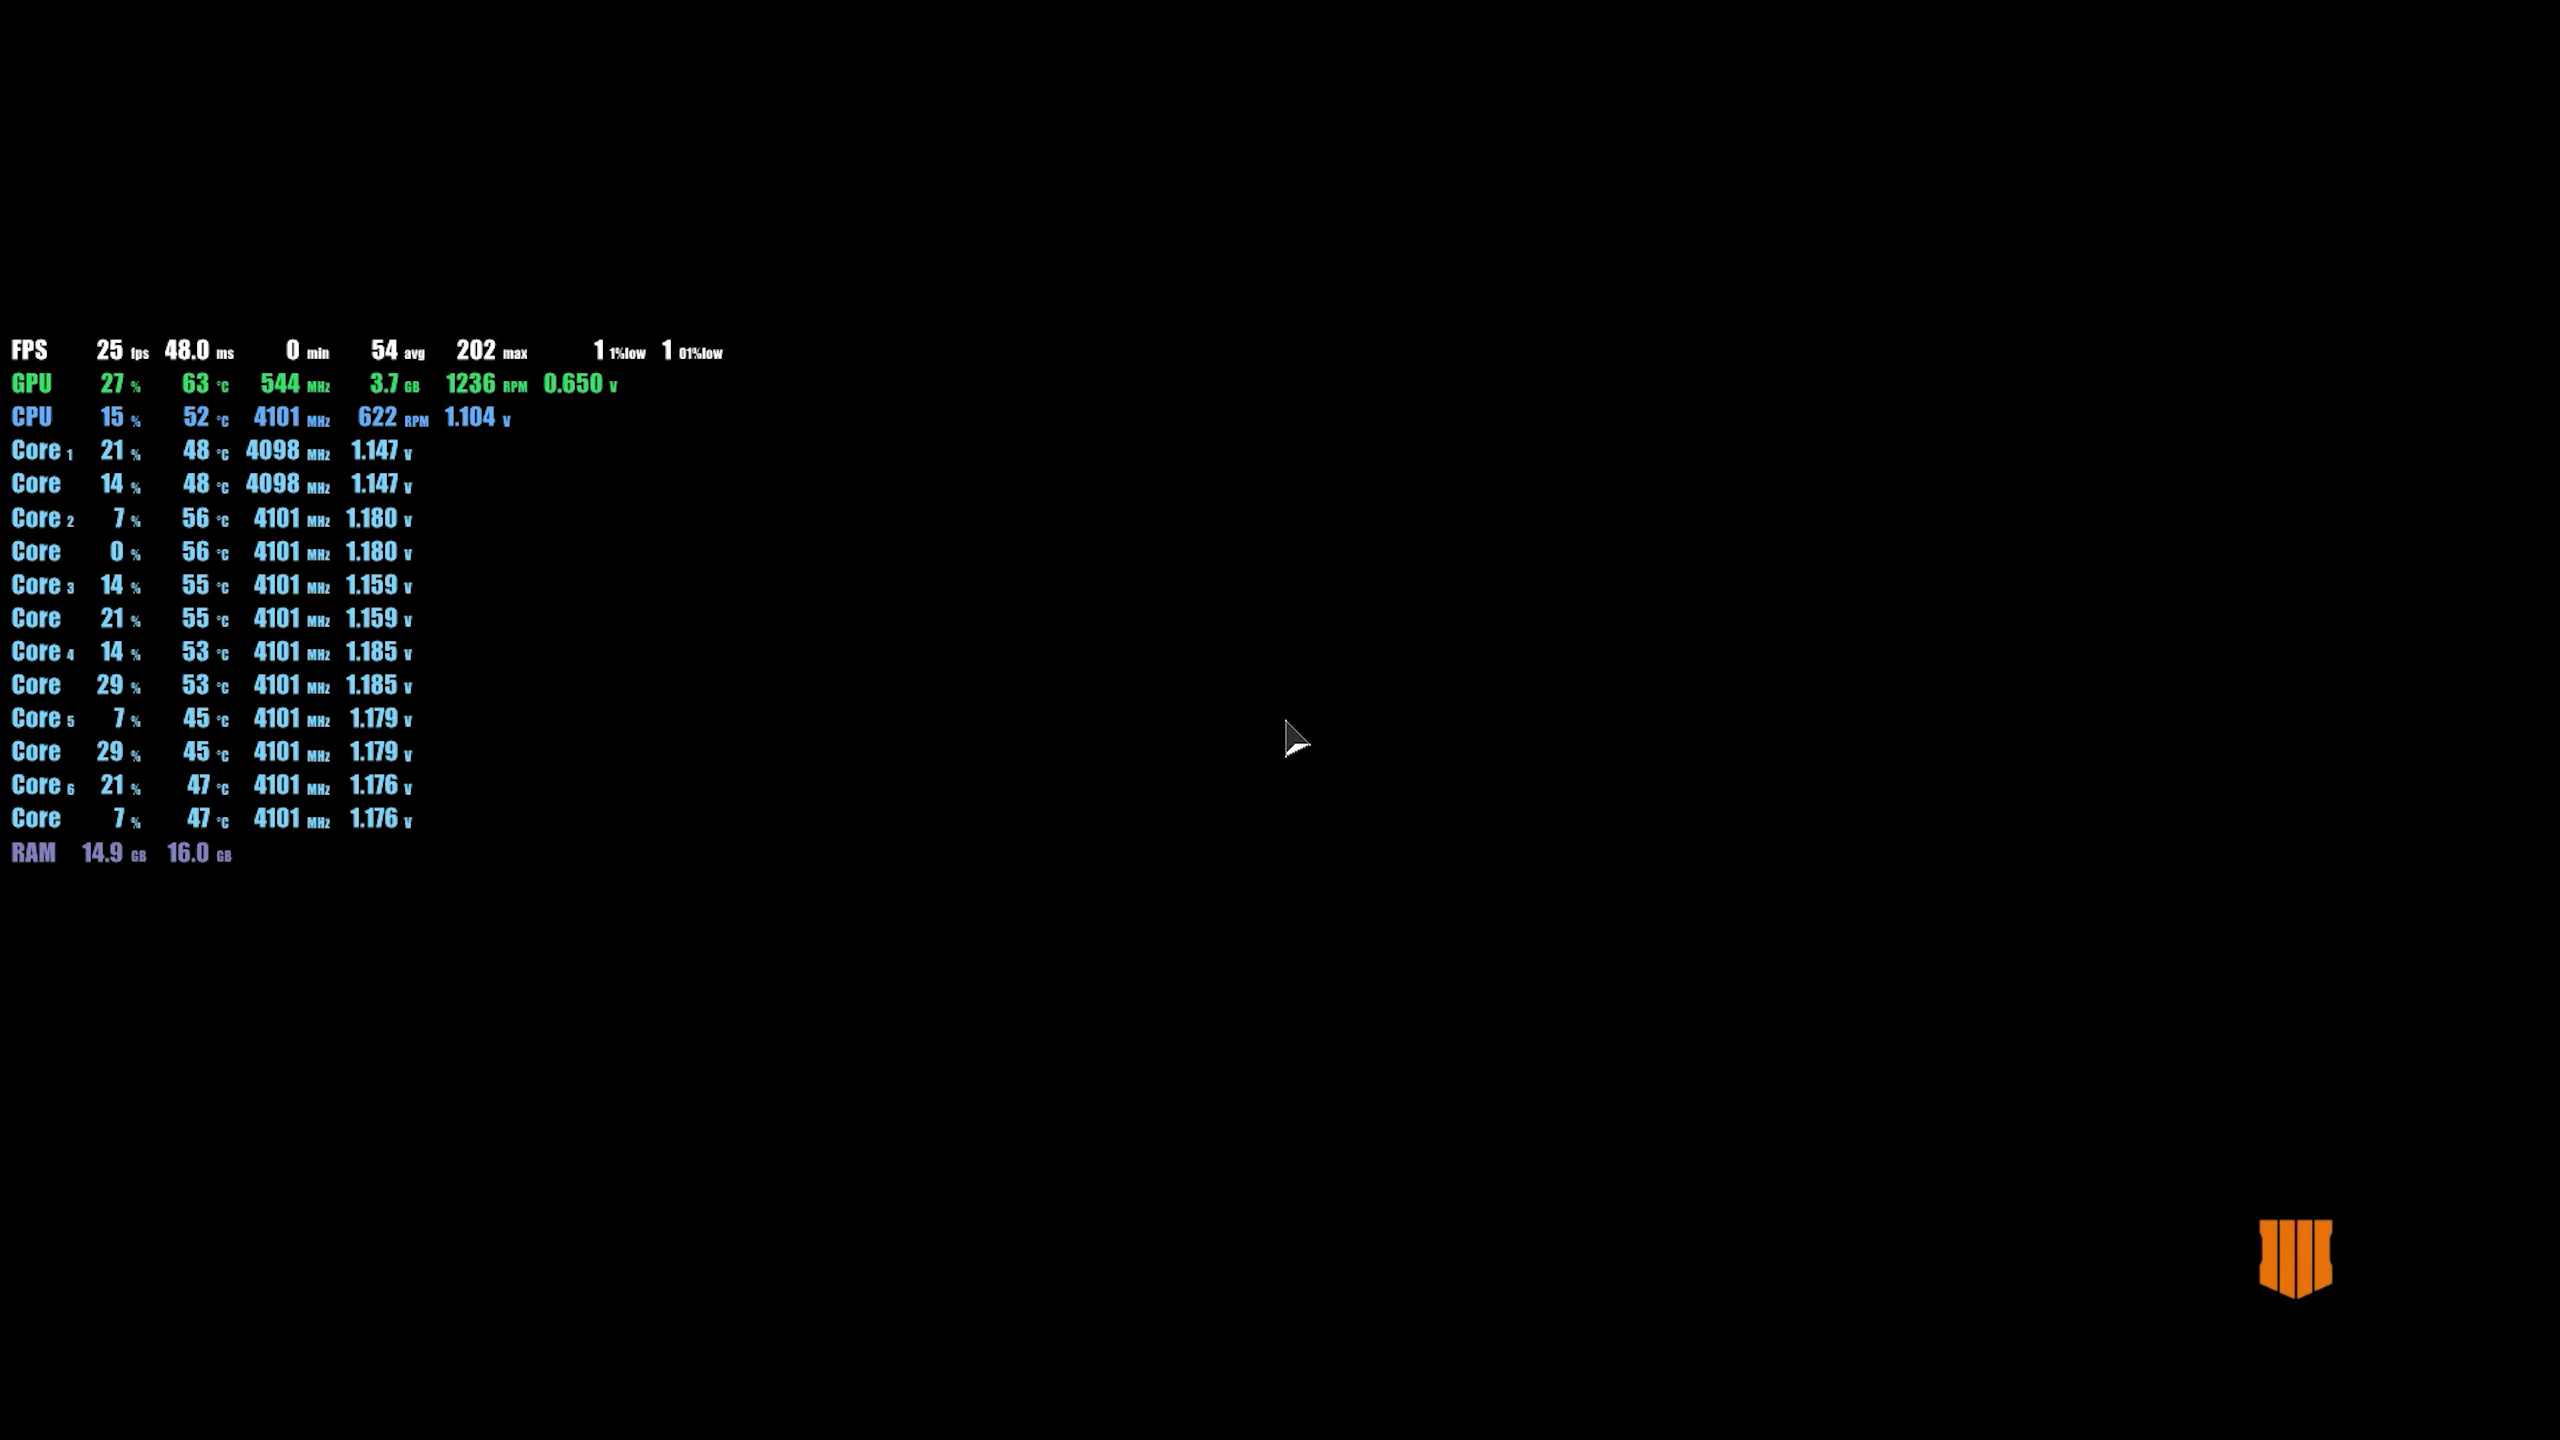 FPS 25 fps 48.0 ms 0 min 54 avg 202 max 1 1%low 1 01%low
GPU 27 % 63 °C 544 MHz 3.7 GB 1236 RPM 0.650 V
CPU 15 % 52 °C 4101 MHz 622 RPM 1.104 V
Core 1 21 % 48 °C 4098 MHz 1.147 V
Core 14 % 48 °C 4098 MHz 1.147 V
Core 2 7 % 56 °C 4101 MHz 1.180 V
Core 0 % 56 °C 4101 MHz 1.180 V
Core 3 14 % 55 °C 4101 MHz 1.159 V
Core 21 % 55 °C 4101 MHz 1.159 V
Core 4 14 % 53 °C 4101 MHz 1.185 V
Core 29 % 53 °C 4101 MHz 1.185 V
Core 5 7 % 45 °C 4101 MHz 1.179 V
Core 29 % 45 °C 4101 MHz 1.179 V
Core 6 21 % 47 °C 4101 MHz 1.176 V
Core 7 % 47 °C 4101 MHz 1.176 V
RAM 14.9 GB 16.0 GB